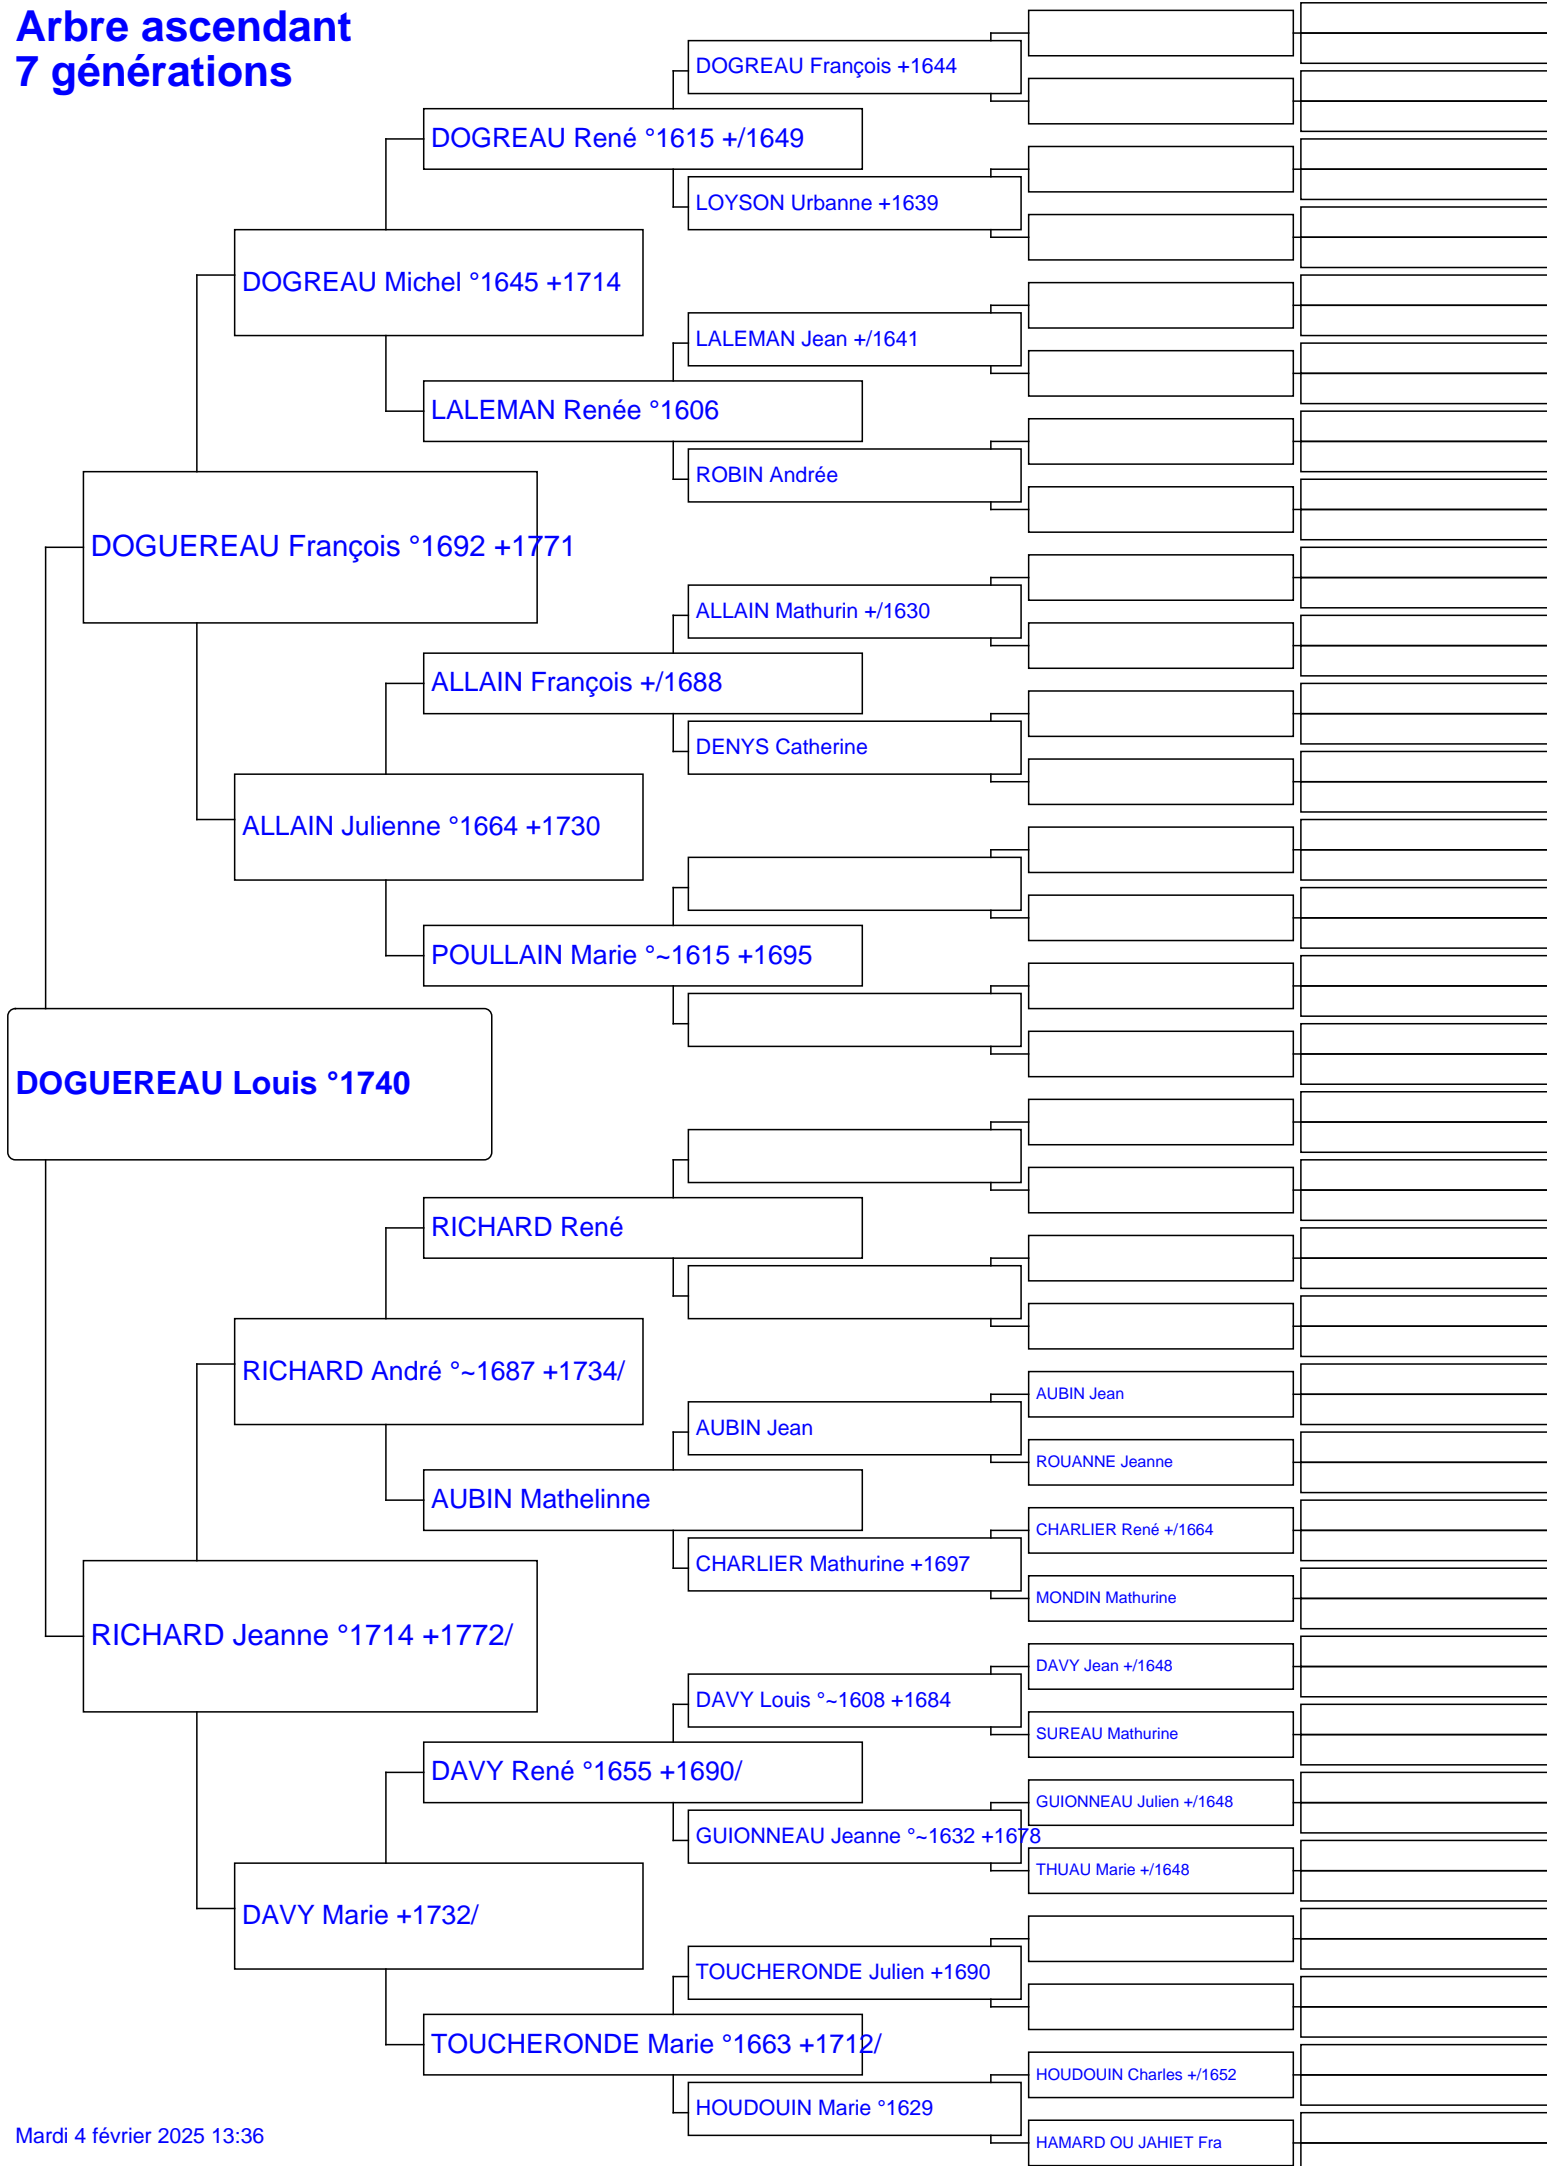 Arbre ascendant
7 générations
DOGREAU François +1644
DOGREAU René °1615 +/1649
LOYSON Urbanne +1639
DOGREAU Michel °1645 +1714
LALEMAN Jean +/1641
LALEMAN Renée °1606
ROBIN Andrée
DOGUEREAU François °1692 +1771
ALLAIN Mathurin +/1630
ALLAIN François +/1688
DENYS Catherine
ALLAIN Julienne °1664 +1730
POULLAIN Marie °~1615 +1695
DOGUEREAU Louis °1740
RICHARD René
RICHARD André °~1687 +1734/
AUBIN Jean
AUBIN Jean
ROUANNE Jeanne
AUBIN Mathelinne
CHARLIER René +/1664
CHARLIER Mathurine +1697
MONDIN Mathurine
RICHARD Jeanne °1714 +1772/
DAVY Jean +/1648
DAVY Louis °~1608 +1684
SUREAU Mathurine
DAVY René °1655 +1690/
GUIONNEAU Julien +/1648
GUIONNEAU Jeanne °~1632 +1678
THUAU Marie +/1648
DAVY Marie +1732/
TOUCHERONDE Julien +1690
TOUCHERONDE Marie °1663 +1712/
HOUDOUIN Charles +/1652
HOUDOUIN Marie °1629
HAMARD OU JAHIET Fra
Mardi 4 février 2025 13:36